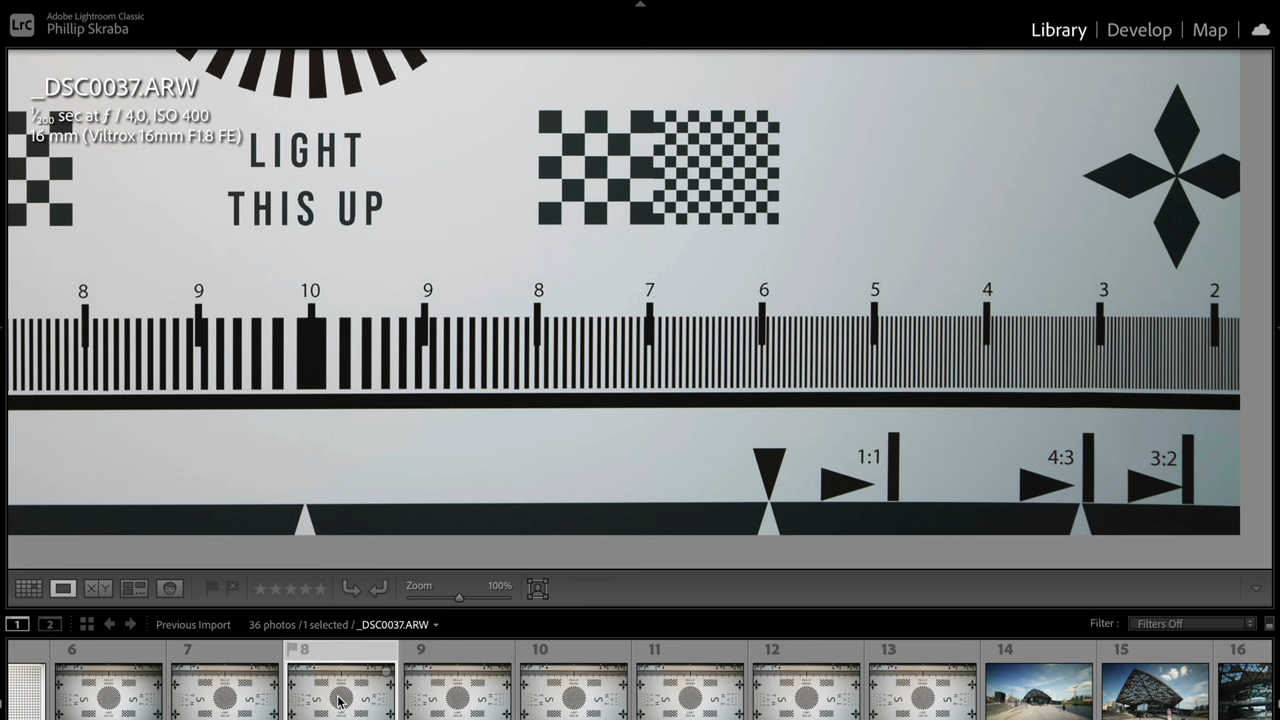 LrC
Adobe Lightroom Classic
Phillip Skraba
Library | Develop | Map
_DSC0037.ARW
1/200 sec at ƒ / 4,0, ISO 400
16 mm (Viltrox 16mm F1.8 FE)
LIGHT
THIS UP
8 9 10 9 8 7 6 5 4 3 2
1:1 4:3 3:2
XY
Zoom 100%
1 2 Previous Import 36 photos /1 selected / _DSC0037.ARW Filter : Filters Off
6 7 8 9 10 11 12 13 14 15 16